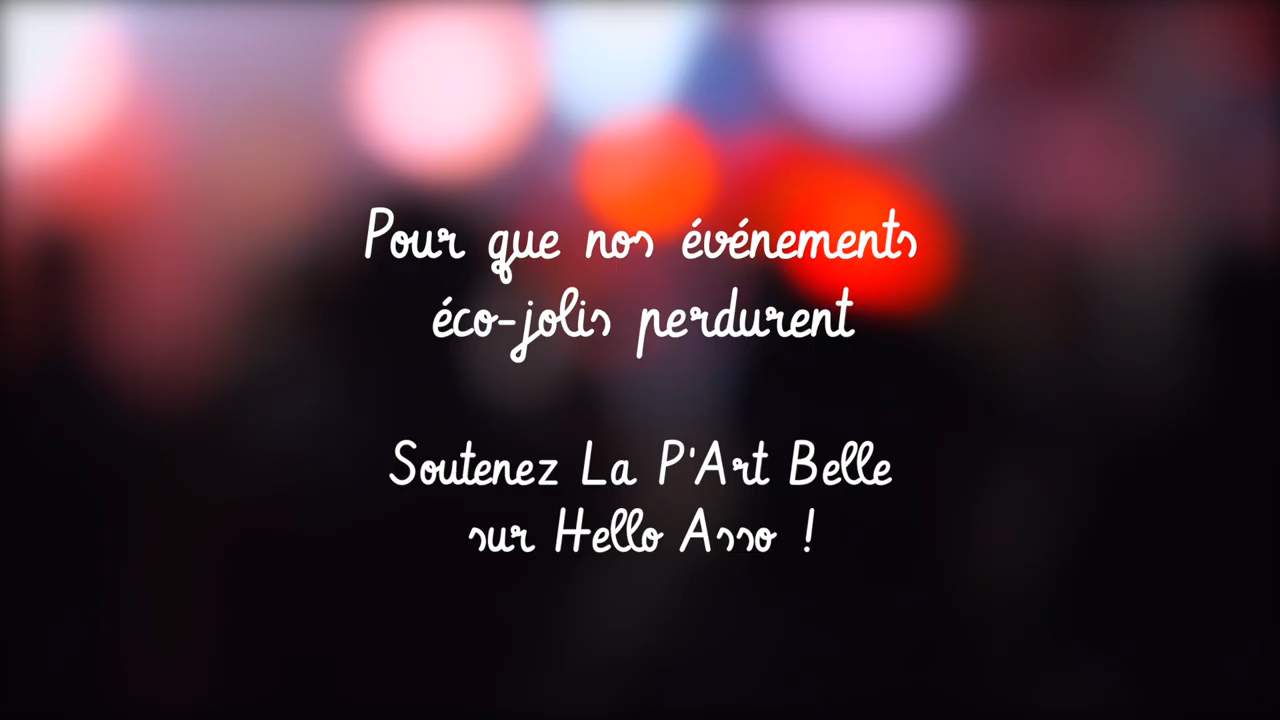 Pour que nos événements
éco-jolis perdurent
Soutenez La P'Art Belle
sur Hello Asso !